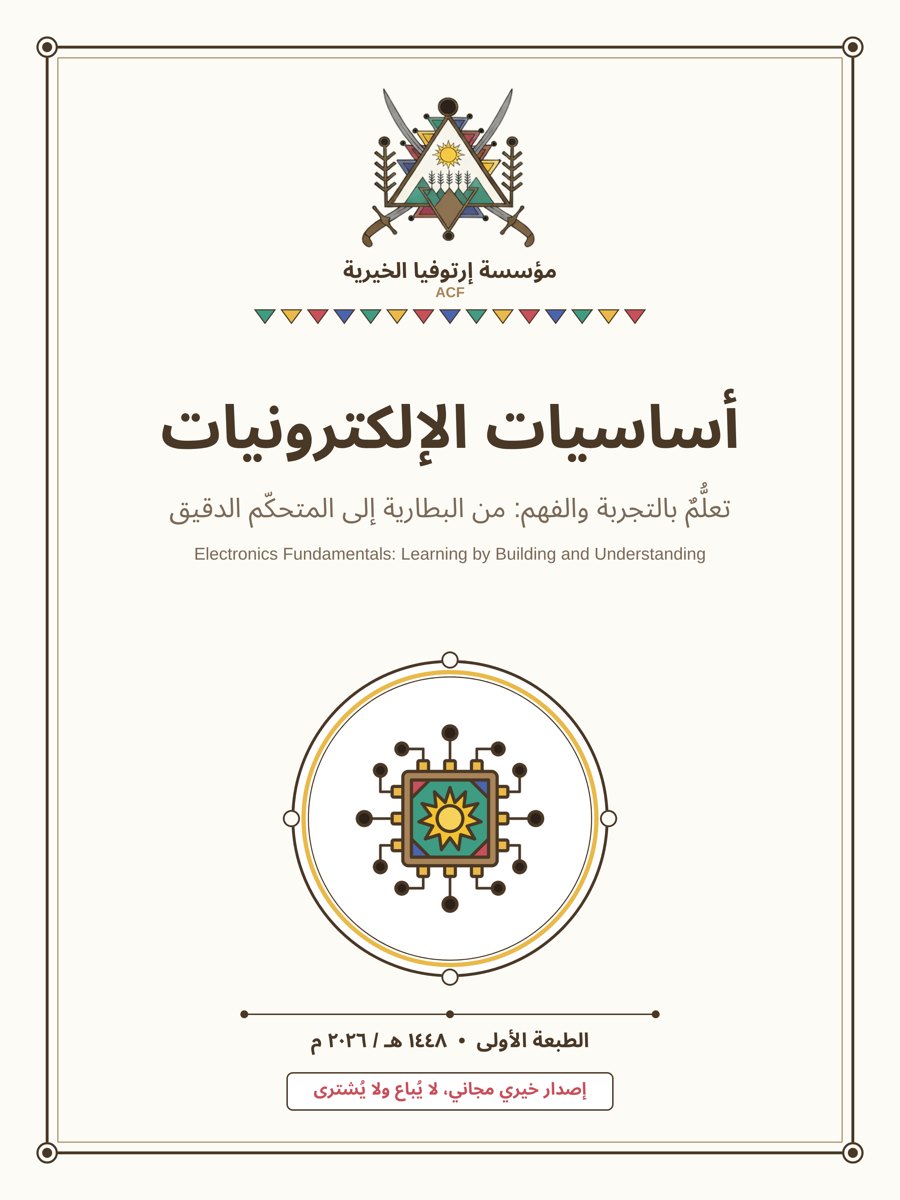 مؤسسة إرتوفيا الخيرية
ACF
أساسيات الإلكترونيات
تعلُّمٌ بالتجربة والفهم: من البطارية إلى المتحكّم الدقيق
Electronics Fundamentals: Learning by Building and Understanding
الطبعة الأولى • ١٤٤٨ هـ / ٢٠٢٦ م
إصدار خيري مجاني، لا يُباع ولا يُشترى